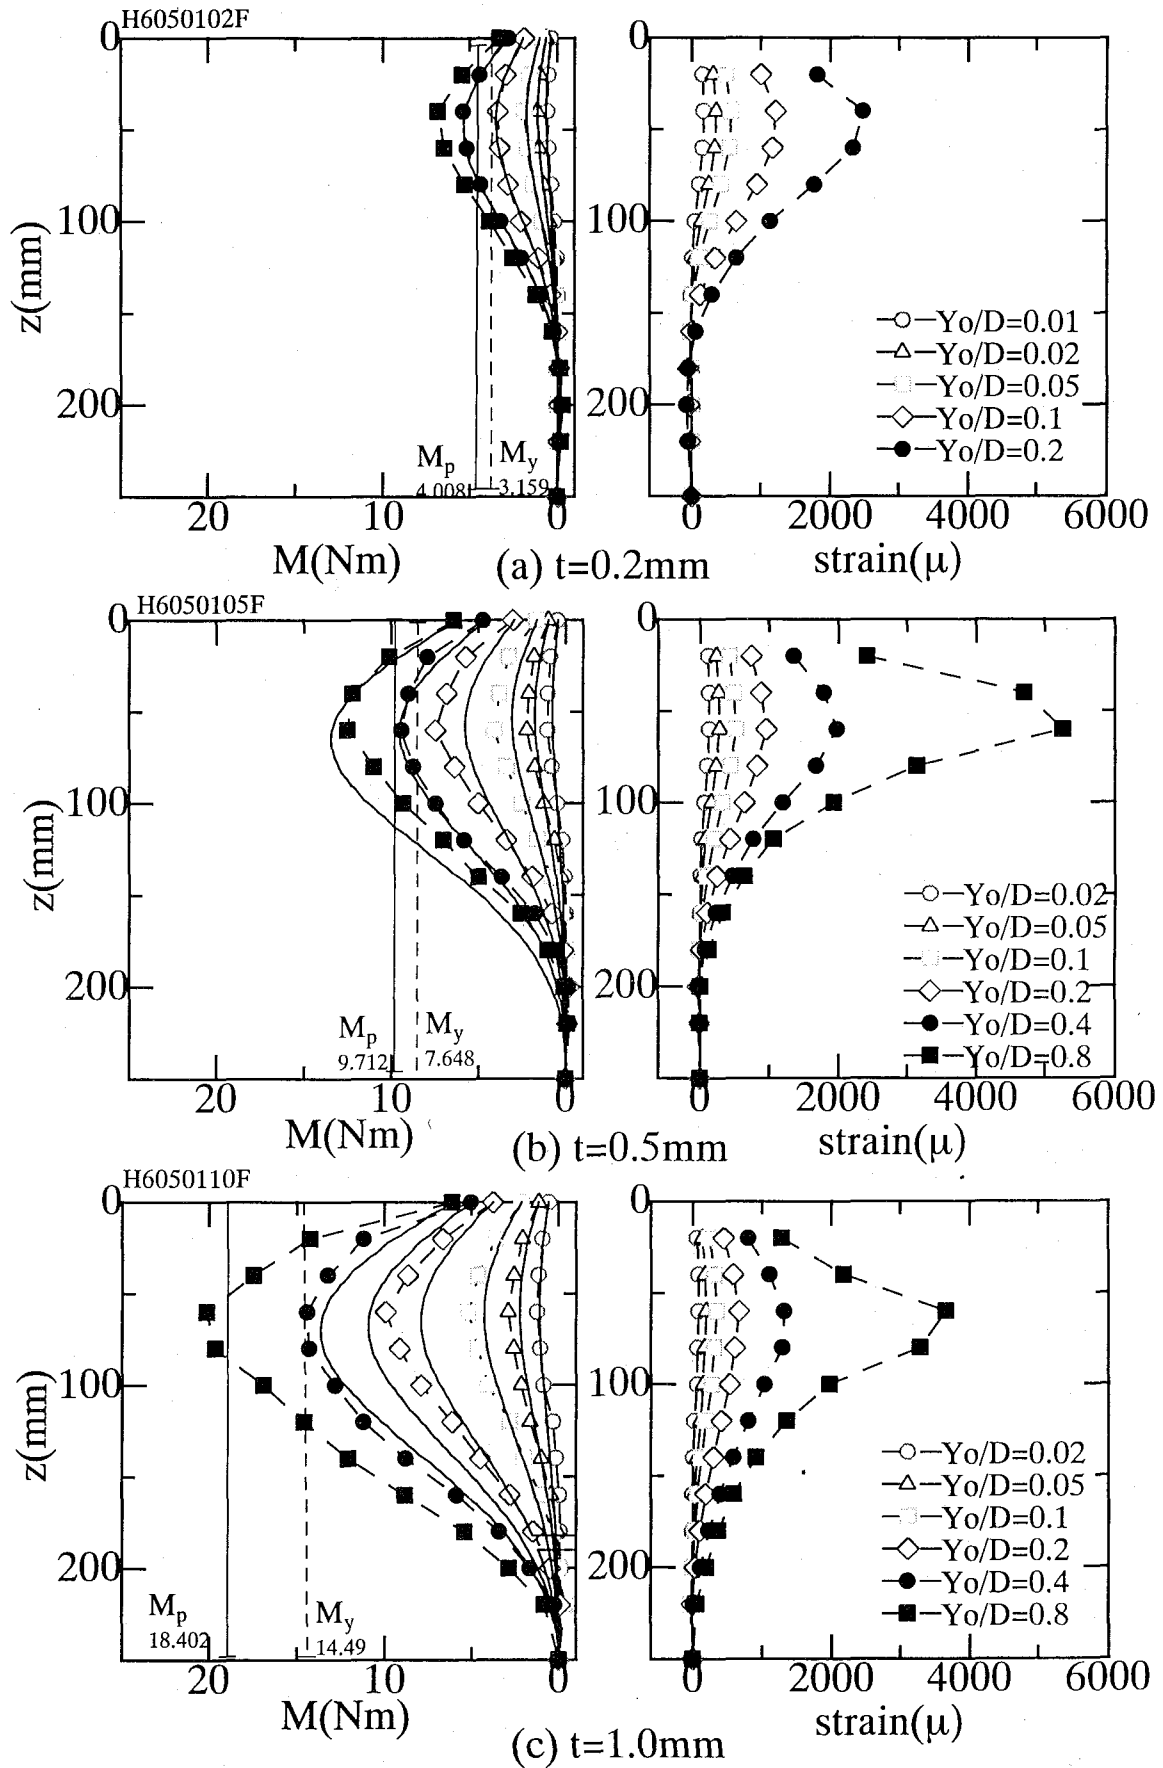 H6050102F
0
100
200
z(mm)
Mp
4.008
My
3.159
20
10
0
M(Nm)
0
100
200
Yo/D=0.01
Yo/D=0.02
Yo/D=0.05
Yo/D=0.1
Yo/D=0.2
0
2000
4000
6000
strain(μ)
(a) t=0.2mm
H6050105F
0
100
200
z(mm)
Mp
9.712
My
7.648
20
10
0
M(Nm)
0
100
200
Yo/D=0.02
Yo/D=0.05
Yo/D=0.1
Yo/D=0.2
Yo/D=0.4
Yo/D=0.8
0
2000
4000
6000
strain(μ)
(b) t=0.5mm
H6050110F
0
100
200
z(mm)
Mp
18.402
My
14.49
20
10
0
M(Nm)
0
100
200
Yo/D=0.02
Yo/D=0.05
Yo/D=0.1
Yo/D=0.2
Yo/D=0.4
Yo/D=0.8
0
2000
4000
6000
strain(μ)
(c) t=1.0mm